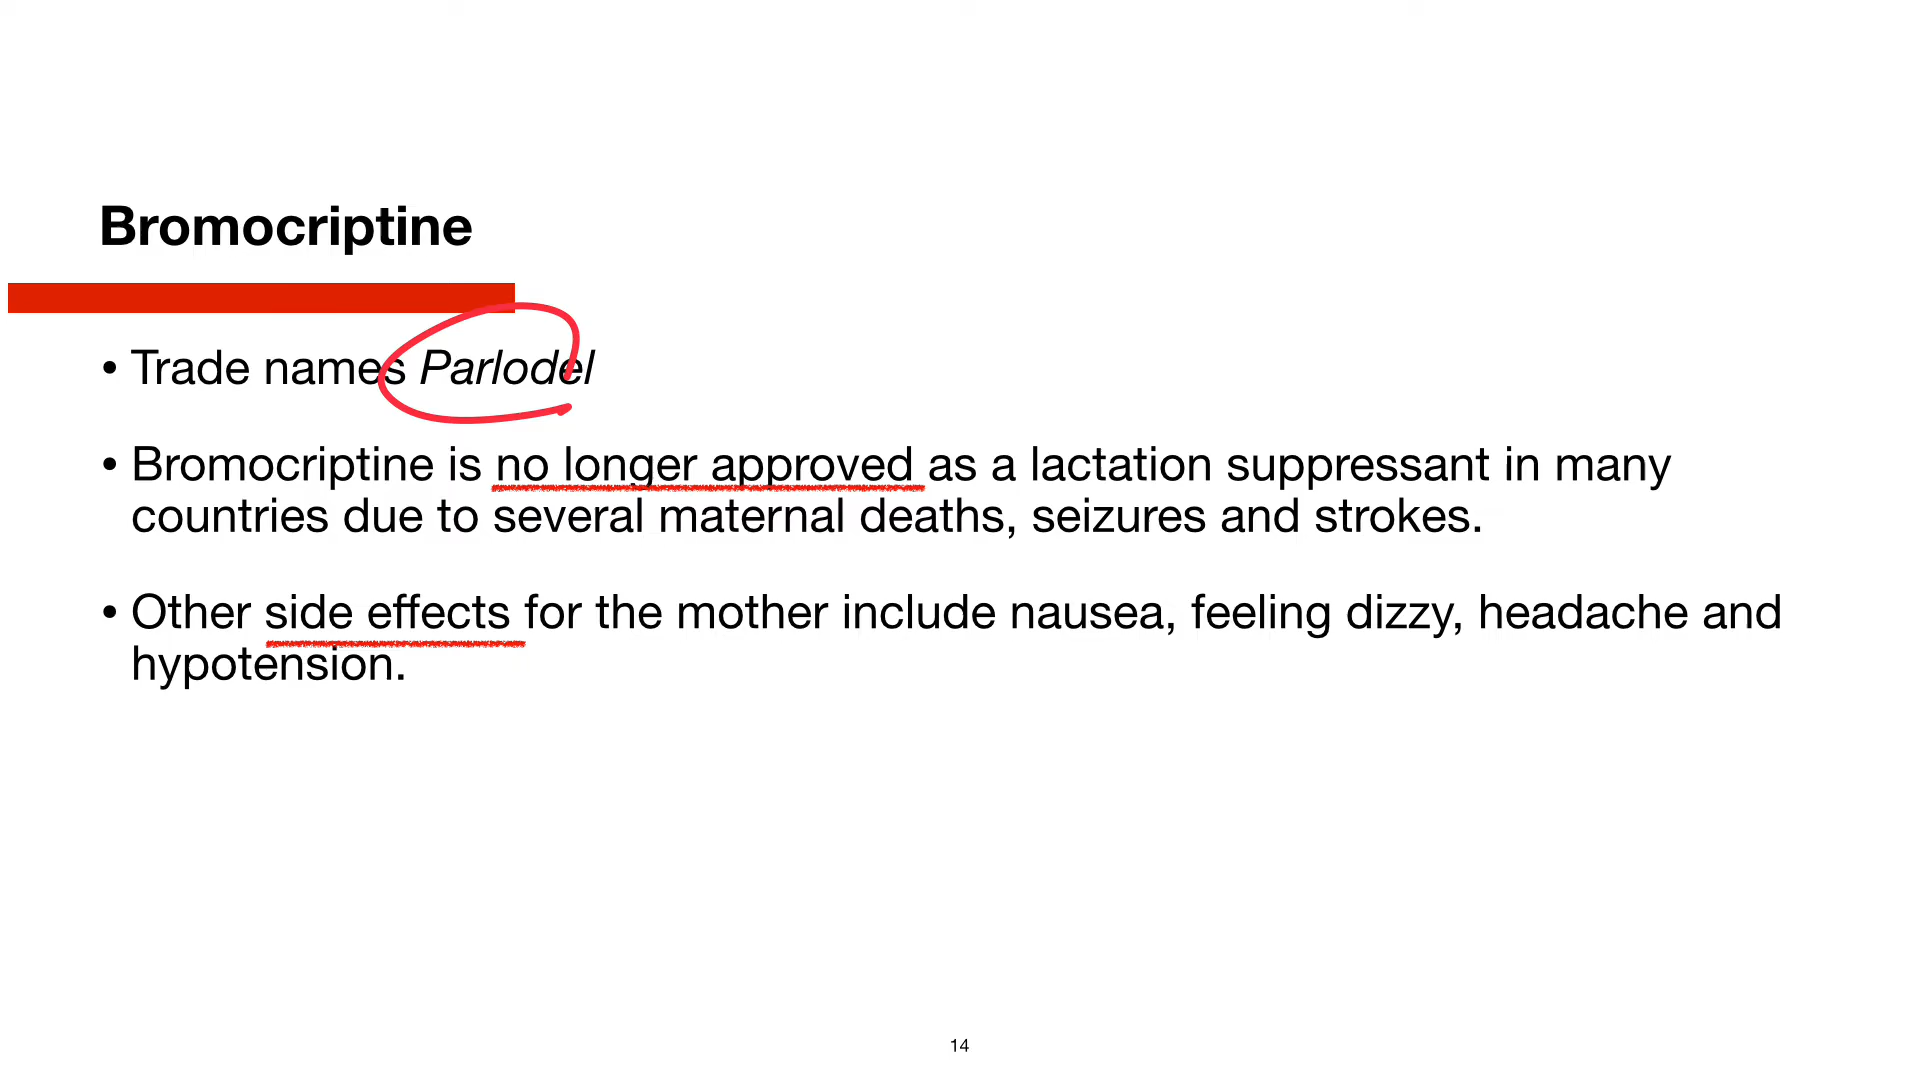 Bromocriptine
• Trade names Parlodel
• Bromocriptine is no longer approved as a lactation suppressant in many
countries due to several maternal deaths, seizures and strokes.
• Other side effects for the mother include nausea, feeling dizzy, headache and
hypotension.
14